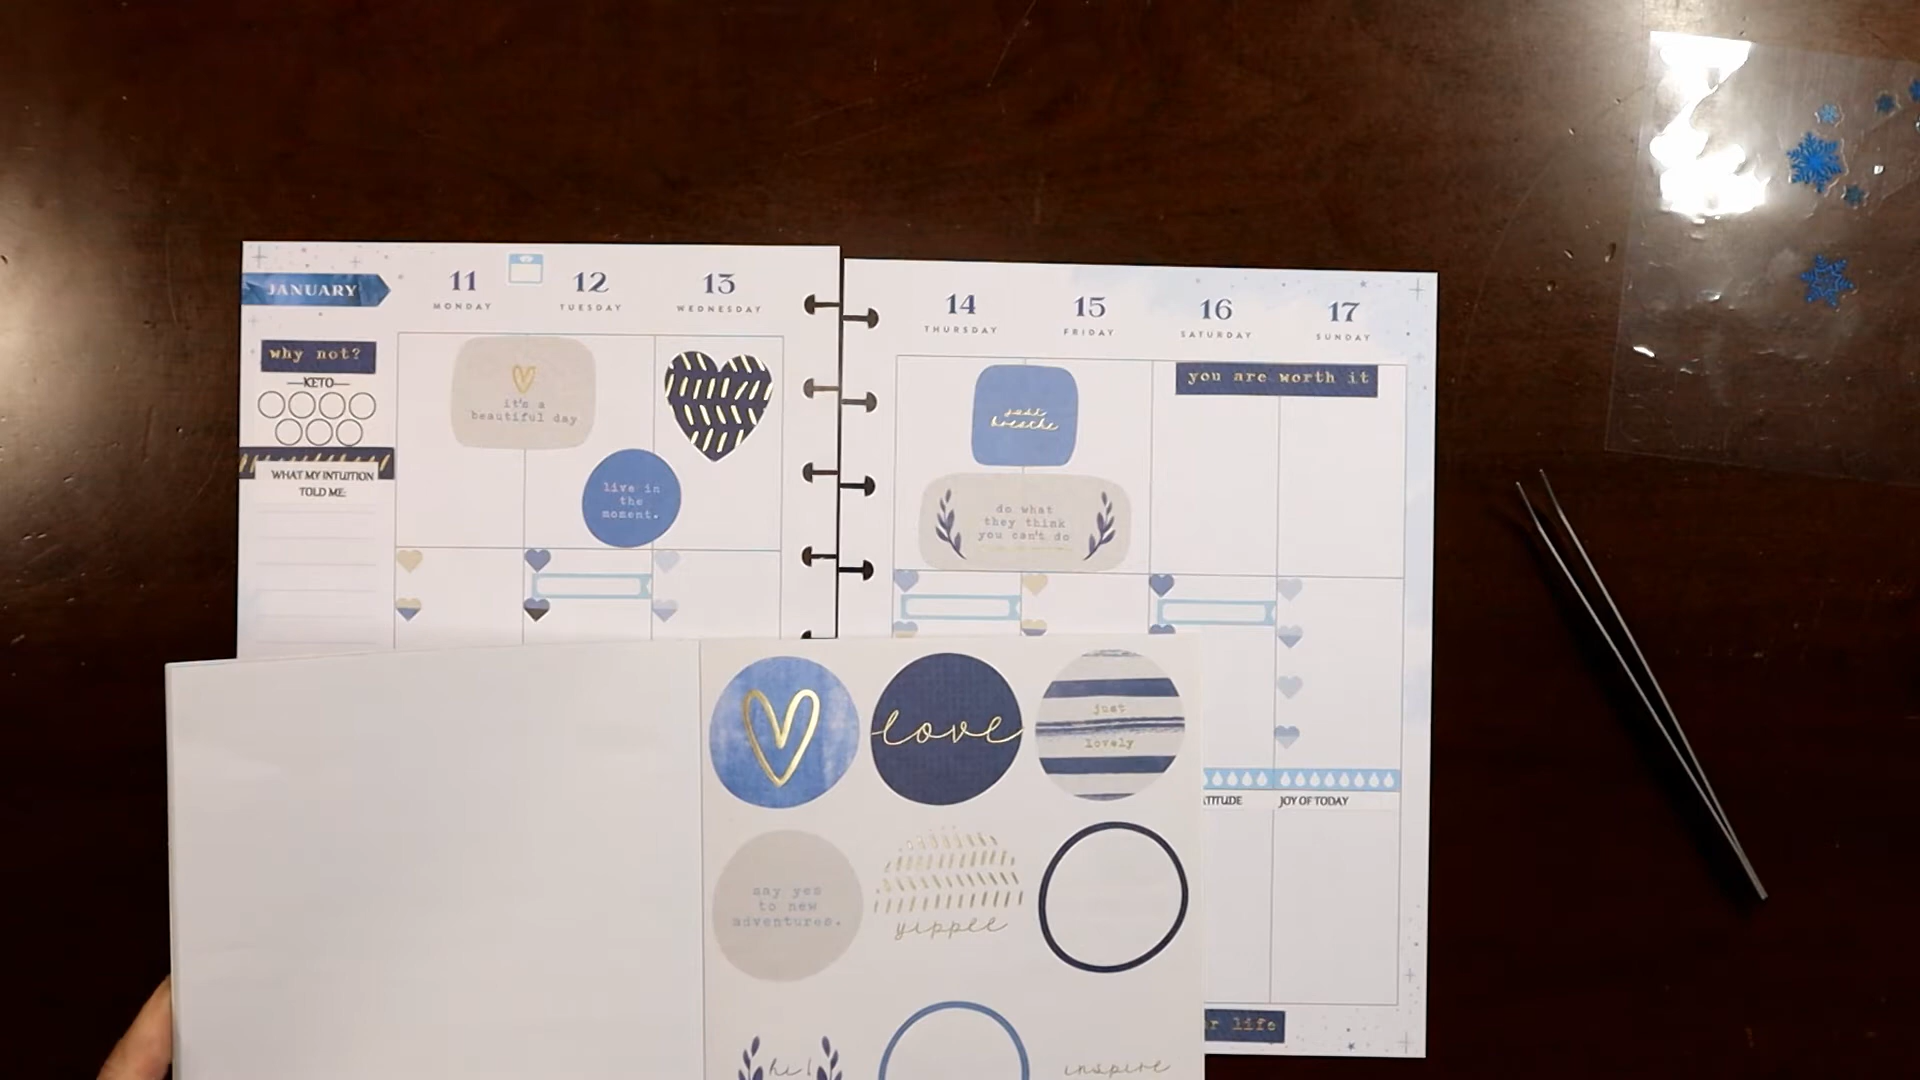 JANUARY
11
MONDAY
12
TUESDAY
13
WEDNESDAY
14
THURSDAY
15
FRIDAY
16
SATURDAY
17
SUNDAY
why not?
KETO
WHAT MY INTUITION
TOLD ME:
it's a
beautiful day
live in
the
moment.
just
breathe
do what
they think
you can't do
you are worth it
TITUDE
JOY OF TODAY
r life
love
just
lovely
say yes
to new
adventures.
yippee
hi!
inspire